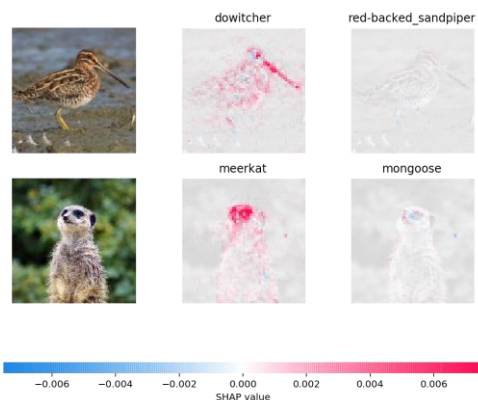 dowitcher
red-backed_sandpiper
meerkat
mongoose
−0.006 −0.004 −0.002 0.000 0.002 0.004 0.006
SHAP value